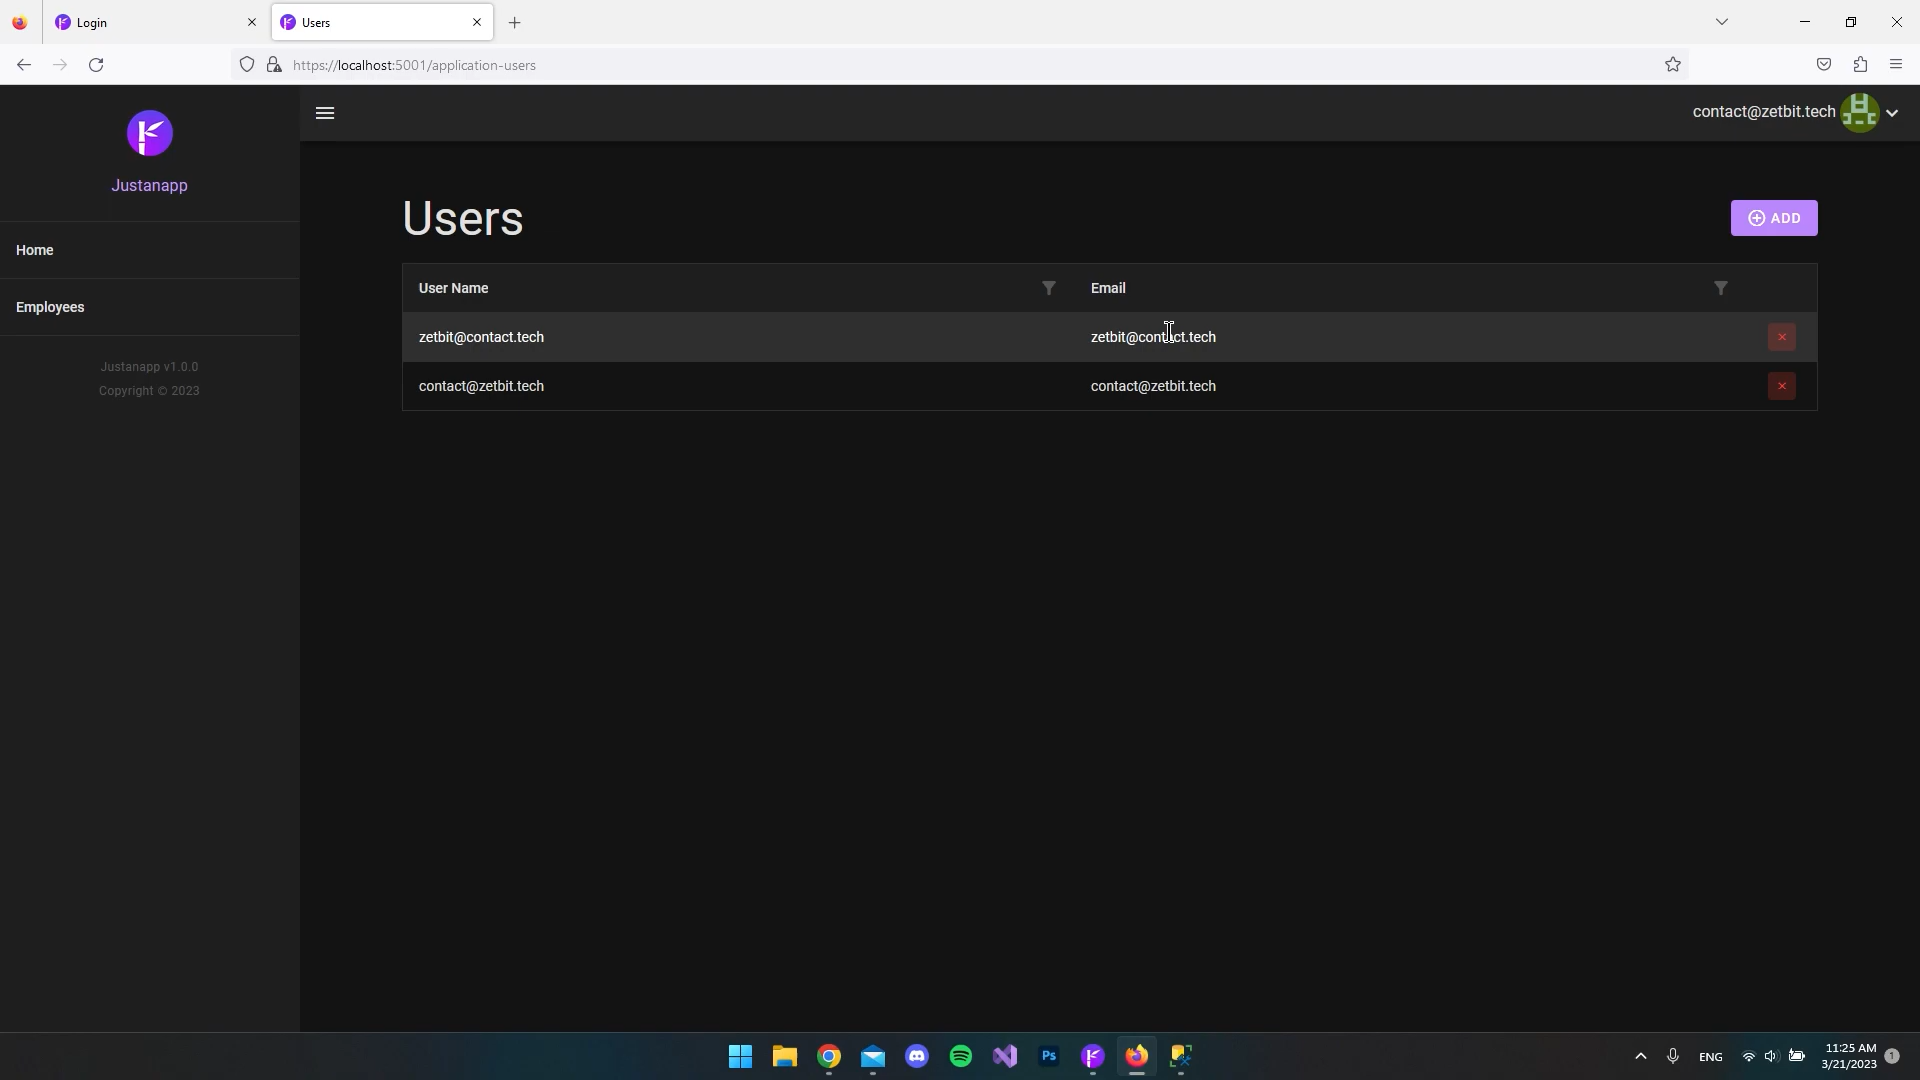 Login
Users
https://localhost:5001/application-users
contact@zetbit.tech
Justanapp
Home
Employees
Justanapp v1.0.0
Copyright © 2023
Users
ADD
User Name
Email
zetbit@contact.tech
zetbit@contact.tech
contact@zetbit.tech
contact@zetbit.tech
Ps
ENG
11:25 AM
3/21/2023
1